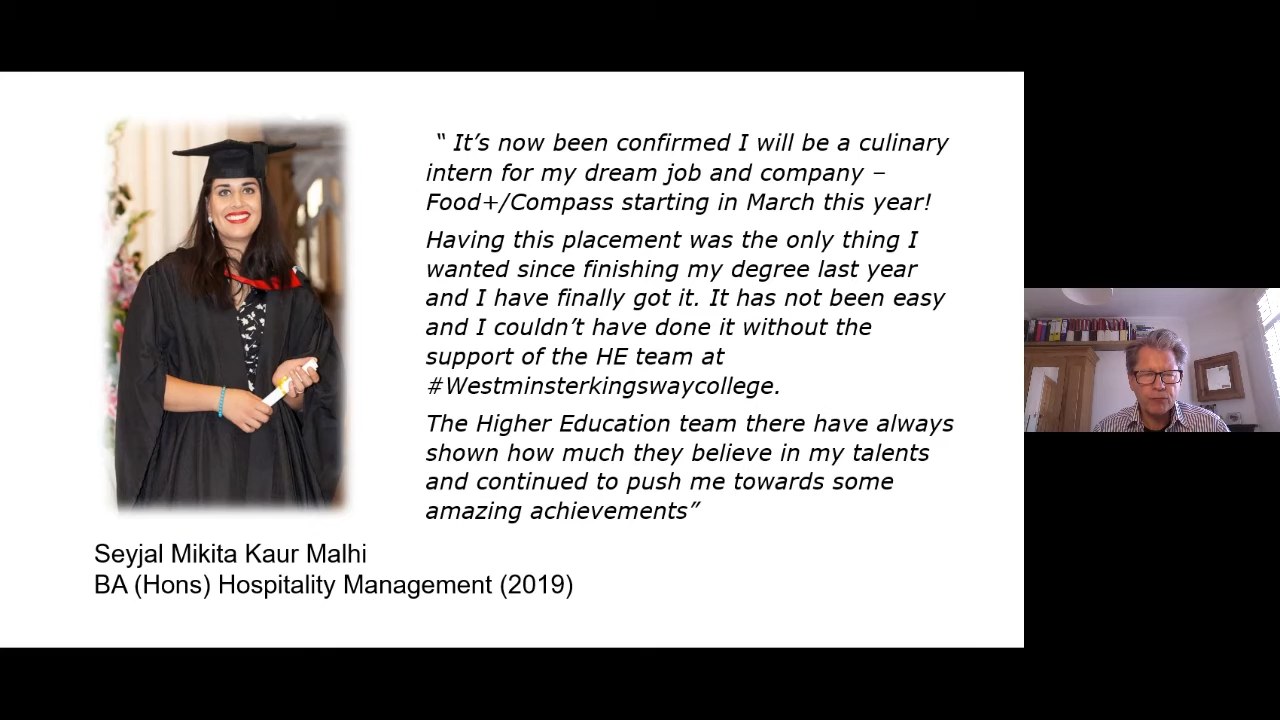 “ It’s now been confirmed I will be a culinary
intern for my dream job and company –
Food+/Compass starting in March this year!
Having this placement was the only thing I
wanted since finishing my degree last year
and I have finally got it. It has not been easy
and I couldn’t have done it without the
support of the HE team at
#Westminsterkingswaycollege.
The Higher Education team there have always
shown how much they believe in my talents
and continued to push me towards some
amazing achievements”
Seyjal Mikita Kaur Malhi
BA (Hons) Hospitality Management (2019)